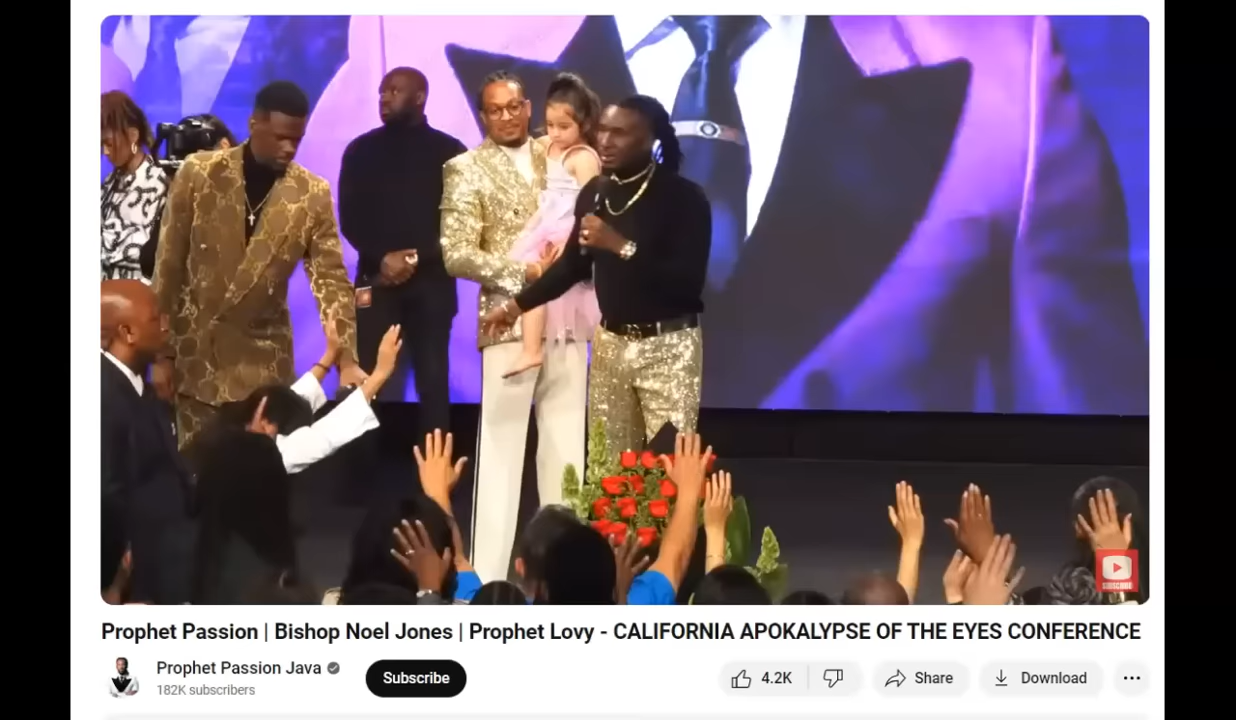 SUBSCRIBE
Prophet Passion | Bishop Noel Jones | Prophet Lovy - CALIFORNIA APOKALYPSE OF THE EYES CONFERENCE
Prophet Passion Java
182K subscribers
Subscribe
4.2K
Share
Download